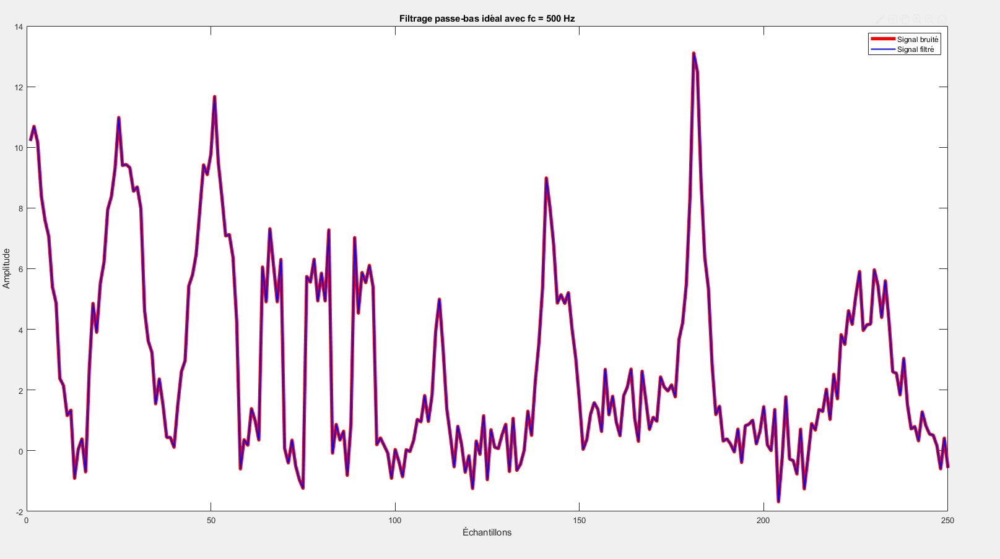 Filtrage passe-bas idéal avec fc = 500 Hz
Signal bruité
Signal filtré
14
12
10
8
6
4
2
0
-2
Amplitude
0 50 100 150 200 250
Échantillons